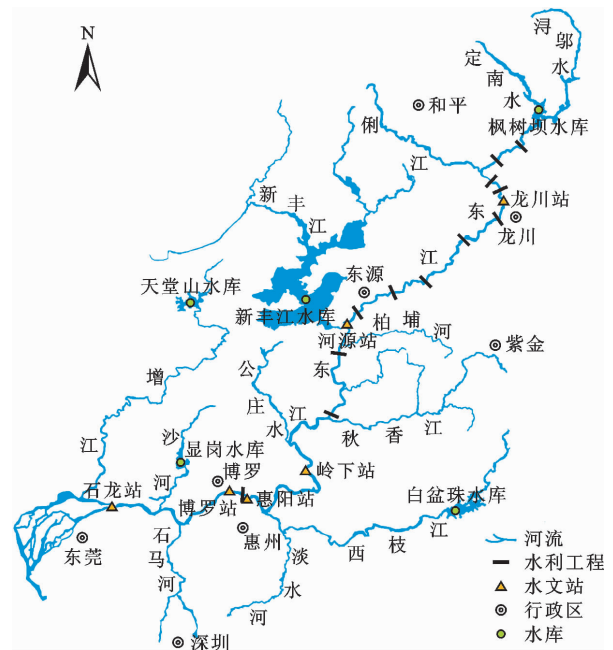 N
浔邬水
定南水
和平
枫树坝水库
俐江
龙川站
龙川
东江
新丰江
天堂山水库
东源
新丰江水库
河源站
柏埔河
紫金
增江
公庄水
东江
秋香江
沙河
显岗水库
博罗
岭下站
石龙站
博罗站
惠阳站
白盆珠水库
东莞
石马河
惠州
淡水河
西枝江
深圳
河流
水利工程
水文站
行政区
水库